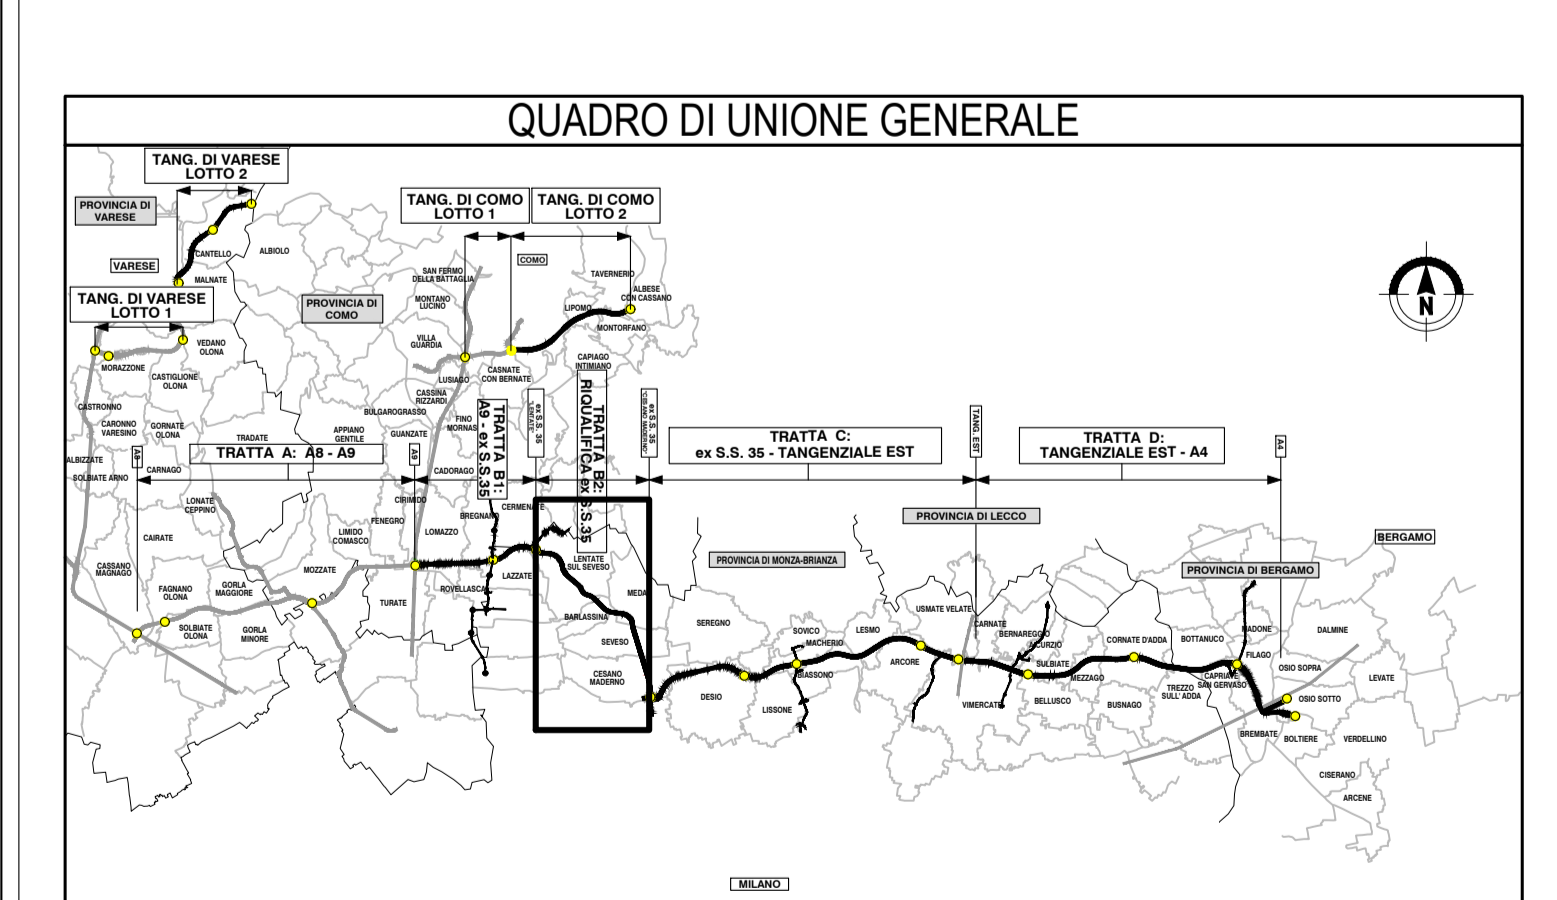 QUADRO DI UNIONE GENERALE
TANG. DI VARESE
LOTTO 2
PROVINCIA DI
VARESE
TANG. DI COMO
LOTTO 1
TANG. DI COMO
LOTTO 2
CANTELLO
ALBIOLO
VARESE
MALNATE
COMO
SAN FERMO
DELLA BATTAGLIA
TAVERNERIO
ALBESE
CON CASSANO
TANG. DI VARESE
LOTTO 1
PROVINCIA DI
COMO
MONTANO
LUCINO
LIPOMO
MONTORFANO
N
VILLA
GUARDIA
VEDANO
OLONA
MORAZZONE
CASTIGLIONE
OLONA
LUSIAGO
CASNATE
CON BERNATE
CAPIAGO
INTIMIANO
CASSINA
RIZZARDI
CASTRONNO
BULGAROGRASSO
FINO
MORNAS
CARONNO
VARESINO
GORNATE
OLONA
TRADATE
APPIANO
GENTILE
GUANZATE
TRATTA B1:
A9 - ex S.S.35
ex S.S. 35
"LENTATE"
TRATTA B2:
RIQUALIFICA ex S.S.35
ex S.S. 35
"CESANO MADERNO"
TRATTA C:
ex S.S. 35 - TANGENZIALE EST
TANG. EST
TRATTA D:
TANGENZIALE EST - A4
A4
A8
TRATTA A: A8 - A9
A9
ALBIZZATE
CARNAGO
SOLBIATE ARNO
CADORAGO
LONATE
CEPPINO
CIRIMIDO
FENEGRO
BREGNANO
CERMENATE
PROVINCIA DI LECCO
CAIRATE
LIMIDO
COMASCO
LOMAZZO
BERGAMO
CASSANO
MAGNAGO
MOZZATE
LAZZATE
LENTATE
SUL SEVESO
PROVINCIA DI MONZA-BRIANZA
PROVINCIA DI BERGAMO
FAGNANO
OLONA
GORLA
MAGGIORE
TURATE
ROVELLASCA
MEDA
BARLASSINA
SEREGNO
USMATE VELATE
CARNATE
SOLBIATE
OLONA
GORLA
MINORE
SEVESO
SOVICO
MACHERIO
LESMO
BERNAREGGIO
CORNATE D'ADDA
BOTTANUCO
MADONE
DALMINE
ARCORE
SULBIATE
FILAGO
OSIO SOPRA
CESANO
MADERNO
BIASSONO
MEZZAGO
CAPRIATE
SAN GERVASO
LEVATE
DESIO
LISSONE
VIMERCATE
BELLUSCO
BUSNAGO
TREZZO
SULL' ADDA
OSIO SOTTO
BREMBATE
BOLTIERE
VERDELLINO
CISERANO
ARCENE
MILANO